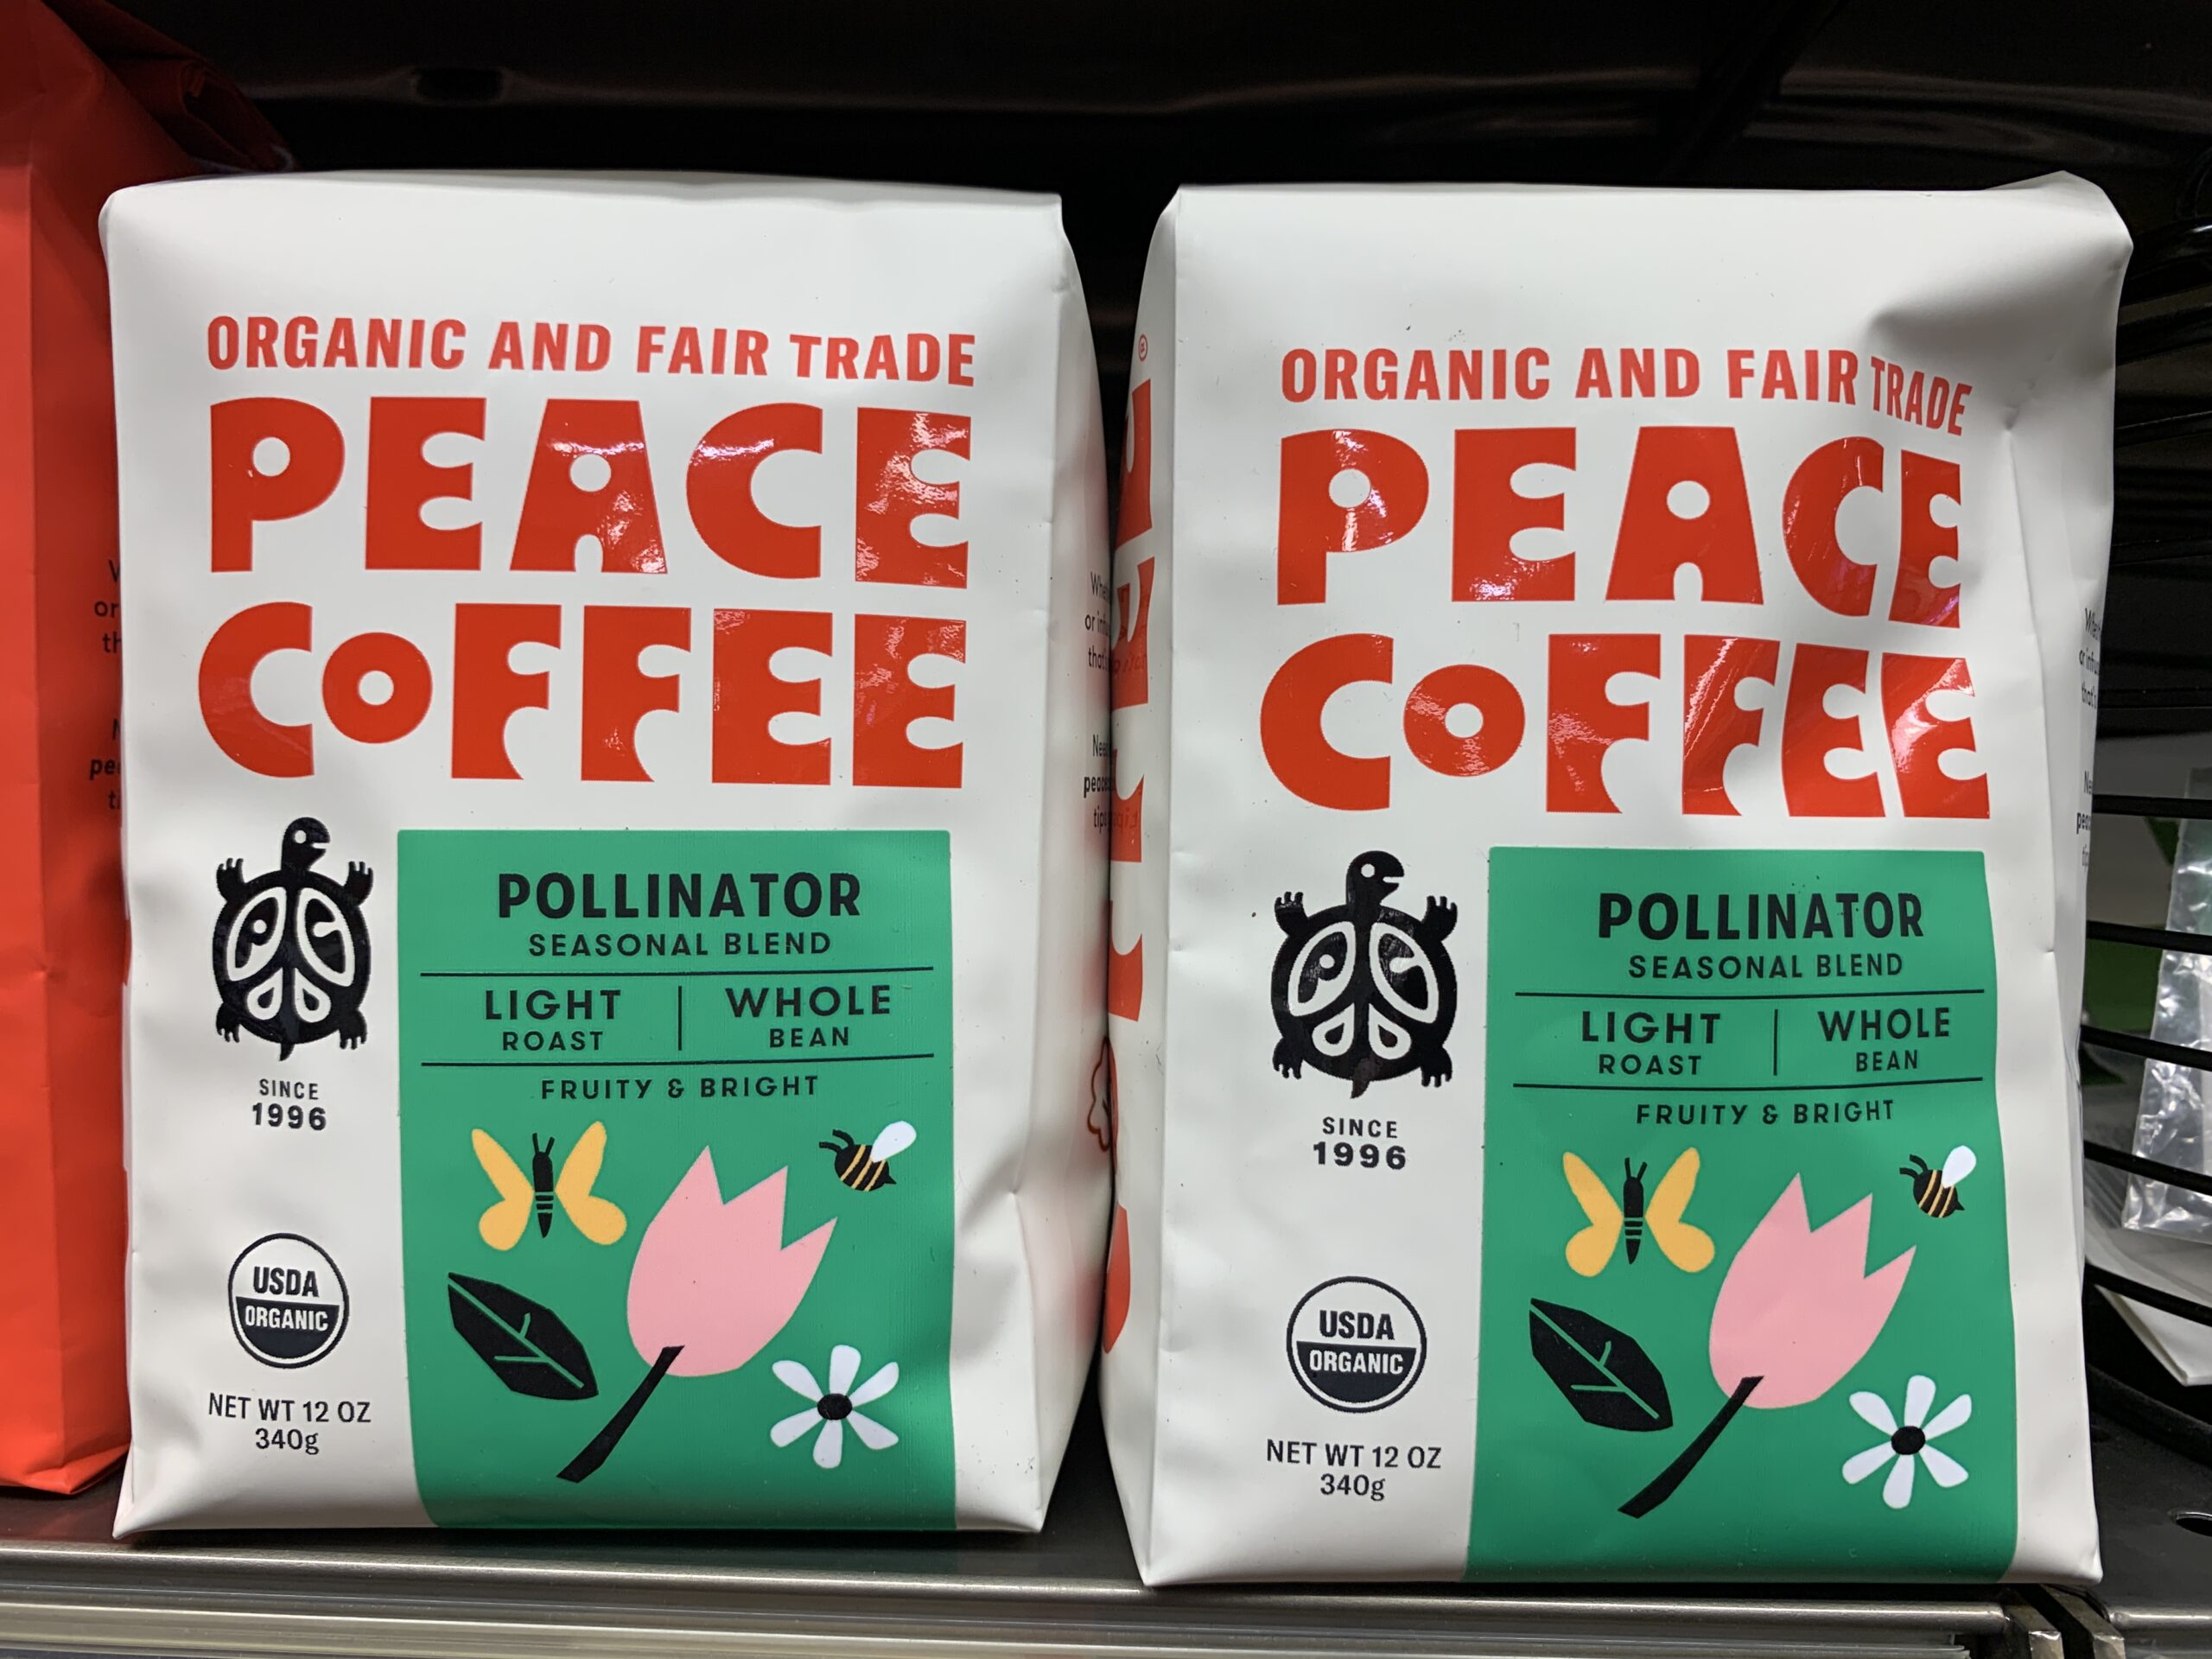 ORGANIC AND FAIR TRADE
PEACE
COFFEE
POLLINATOR
SEASONAL BLEND
LIGHT ROAST
WHOLE BEAN
FRUITY & BRIGHT
SINCE
1996
USDA
ORGANIC
NET WT 12 OZ
340g
ORGANIC AND FAIR TRADE
PEACE
COFFEE
POLLINATOR
SEASONAL BLEND
LIGHT ROAST
WHOLE BEAN
FRUITY & BRIGHT
SINCE
1996
USDA
ORGANIC
NET WT 12 OZ
340g